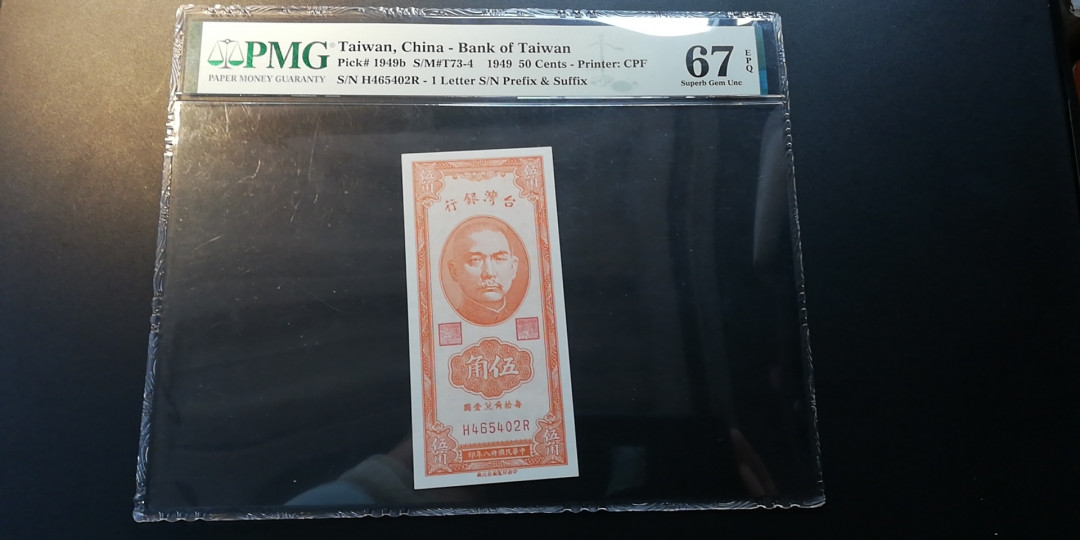 PMG
PAPER MONEY GUARANTY
Taiwan, China - Bank of Taiwan
Pick# 1949b S/M#T73-4 1949 50 Cents - Printer: CPF
S/N H465402R - 1 Letter S/N Prefix & Suffix
67 EPQ
Superb Gem Unc
伍角 伍角
行銀灣台
角伍
圓壹兌角拾每
H465402R
伍角 伍角
印年八卅國民華中